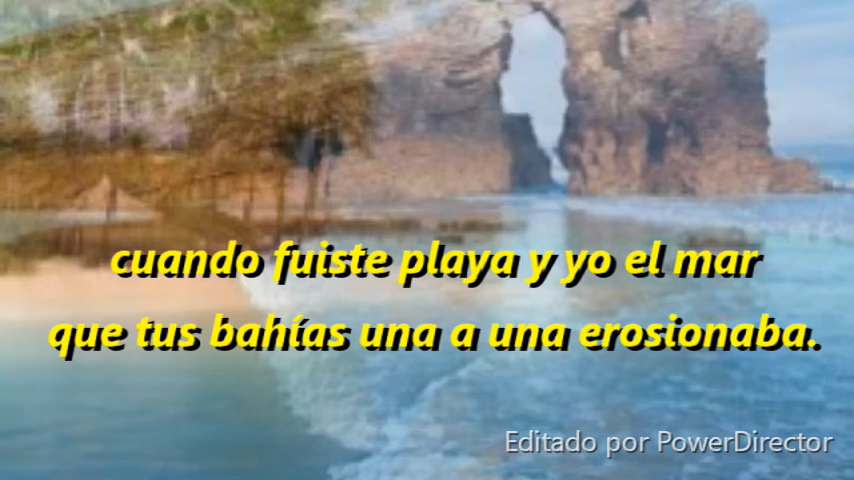 cuando fuiste playa y yo el mar
que tus bahías una a una erosionaba.
Editado por PowerDirector